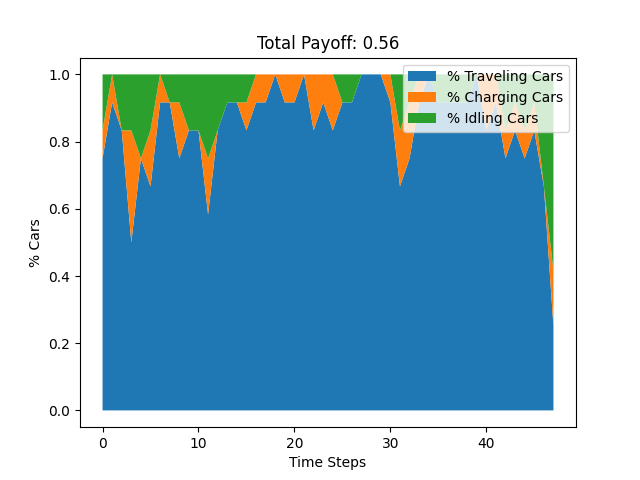 Total Payoff: 0.56
1.0
0.8
0.6
0.4
0.2
0.0
% Cars
% Traveling Cars
% Charging Cars
% Idling Cars
0 10 20 30 40
Time Steps